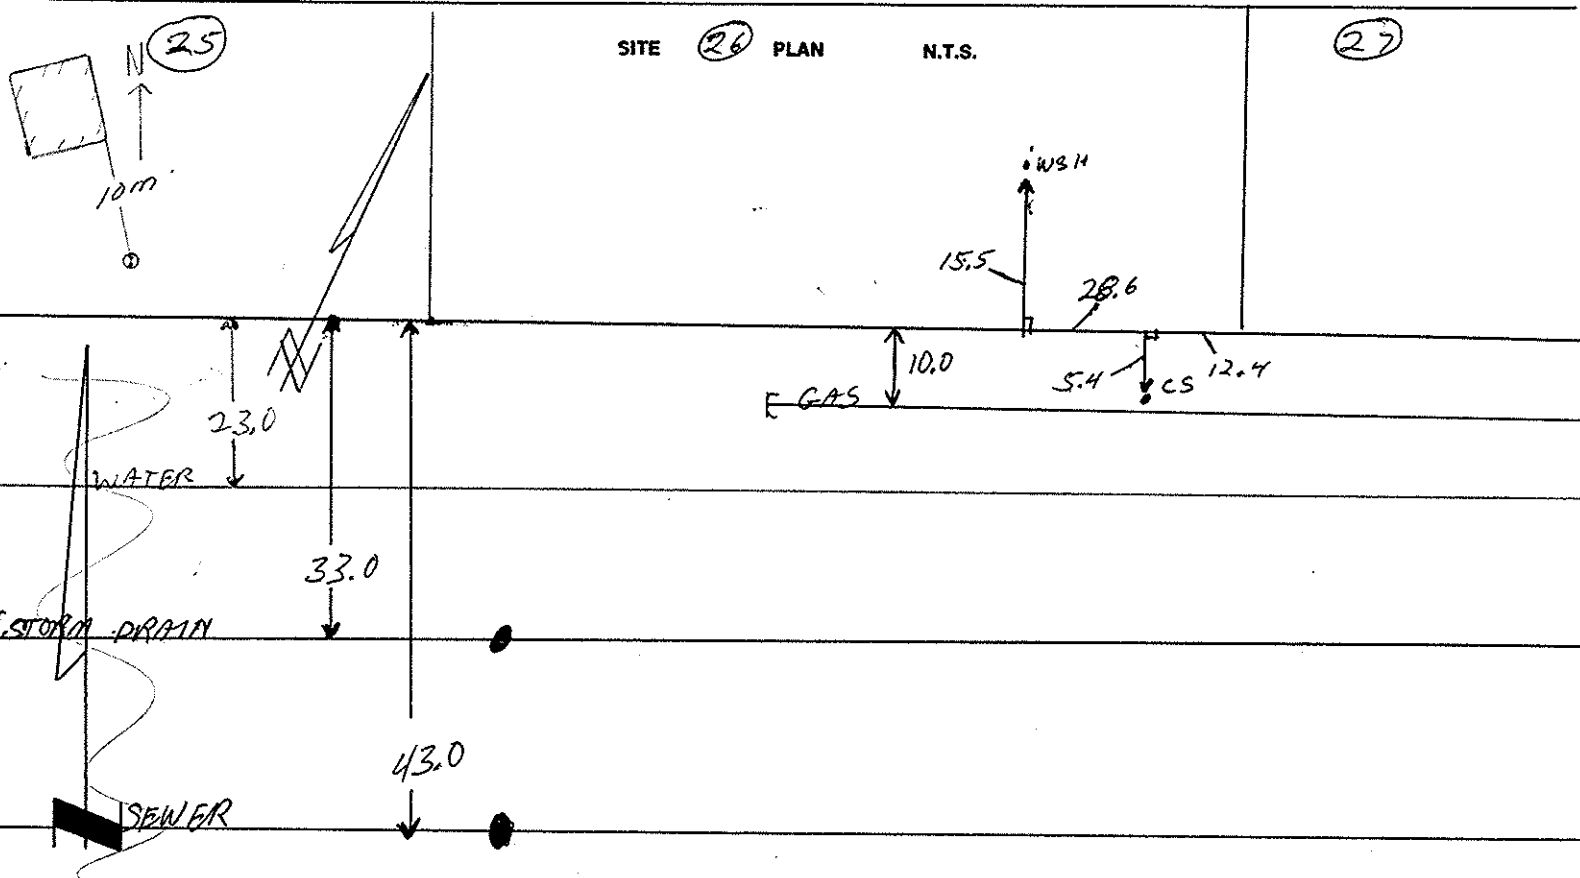 25
SITE 26 PLAN N.T.S.
27
N
10m
WSH
15.5
28.6
10.0
5.4
CS
12.4
GAS
23.0
WATER
33.0
STORM DRAIN
43.0
SEWER